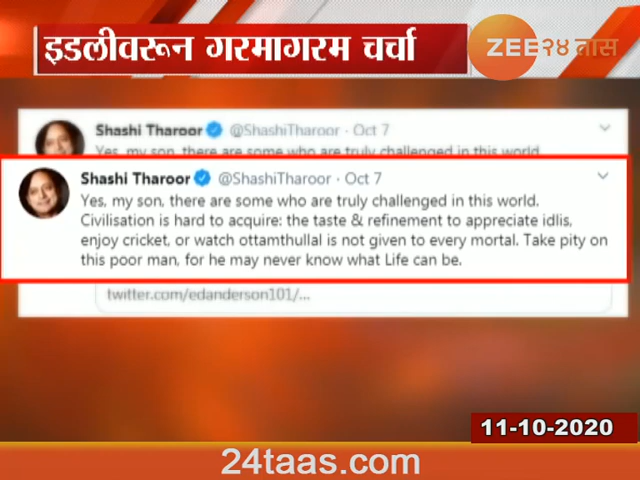 इडलीवरून गरमागरम चर्चा
ZEE२४ तास
Shashi Tharoor @ShashiTharoor · Oct 7
Yes, my son, there are some who are truly challenged in this world.
Shashi Tharoor @ShashiTharoor · Oct 7
Yes, my son, there are some who are truly challenged in this world.
Civilisation is hard to acquire: the taste & refinement to appreciate idlis,
enjoy cricket, or watch ottamthullal is not given to every mortal. Take pity on
this poor man, for he may never know what Life can be.
twitter.com/edanderson101/...
11-10-2020
24taas.com